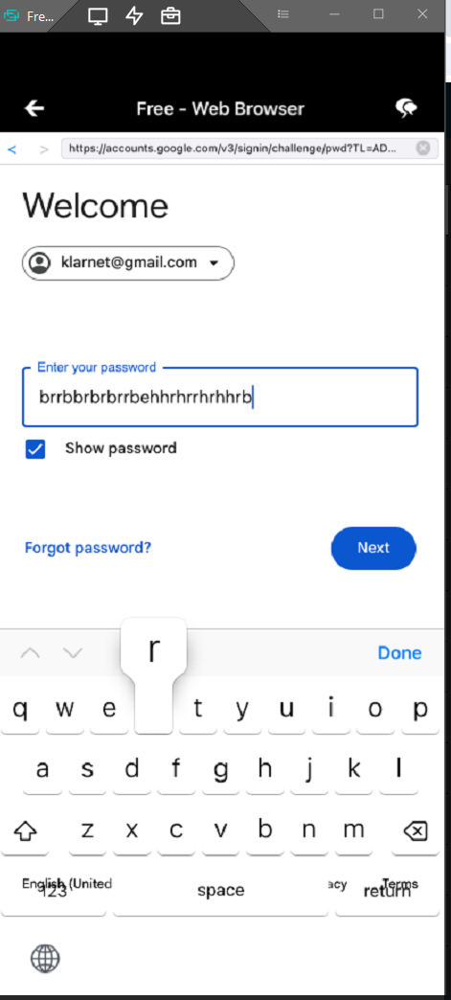 Fre...
Free - Web Browser
< > https://accounts.google.com/v3/signin/challenge/pwd?TL=AD...
Welcome
klarnet@gmail.com
Enter your password
brrbbrbrbrrbehhrhrrhrhhrb
Show password
Forgot password? Next
r
Done
q w e t y u i o p
a s d f g h j k l
z x c v b n m
English (United acy Terms
123 space return